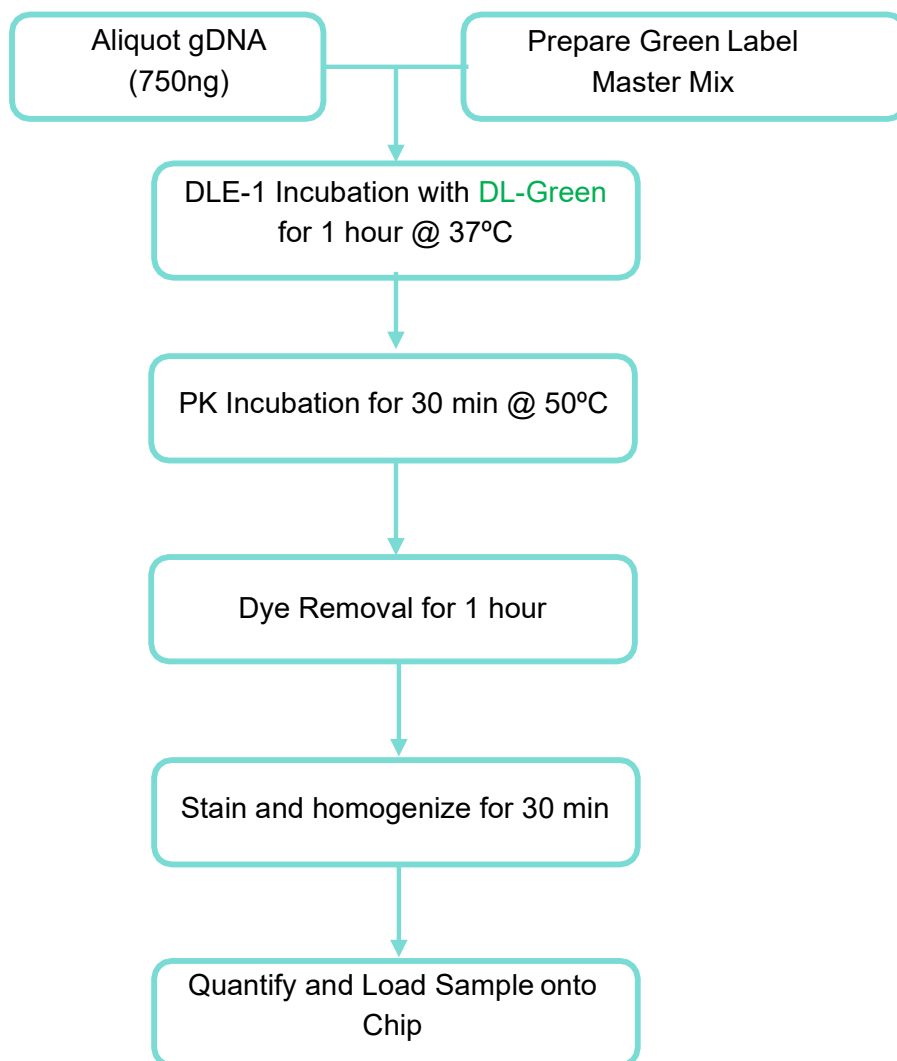 Aliquot gDNA
(750ng)
Prepare Green Label
Master Mix
DLE-1 Incubation with DL-Green
for 1 hour @ 37ºC
PK Incubation for 30 min @ 50ºC
Dye Removal for 1 hour
Stain and homogenize for 30 min
Quantify and Load Sample onto
Chip